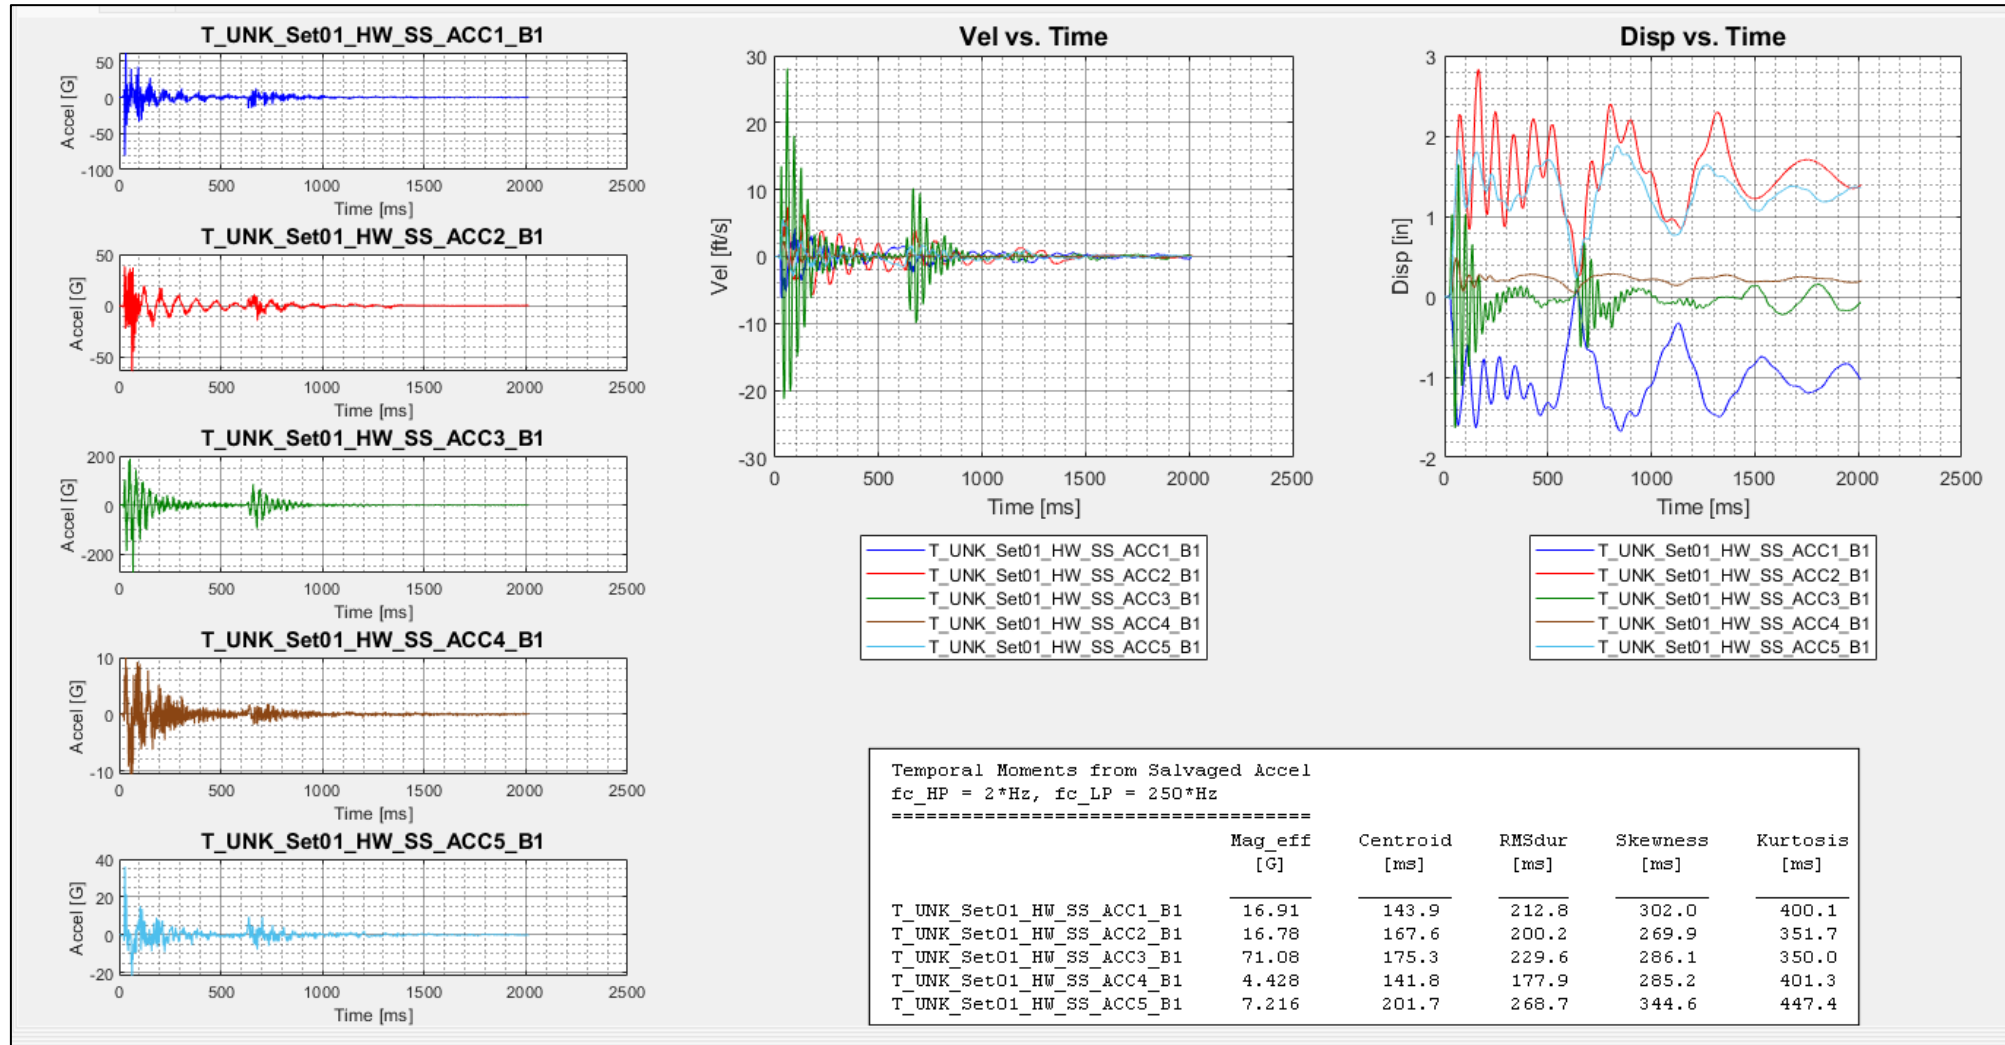 T_UNK_Set01_HW_SS_ACC1_B1
50
0
-50
-100
Accel [G]
0 500 1000 1500 2000 2500
Time [ms]
T_UNK_Set01_HW_SS_ACC2_B1
50
0
-50
Accel [G]
0 500 1000 1500 2000 2500
Time [ms]
T_UNK_Set01_HW_SS_ACC3_B1
200
0
-200
Accel [G]
0 500 1000 1500 2000 2500
Time [ms]
T_UNK_Set01_HW_SS_ACC4_B1
10
0
-10
Accel [G]
0 500 1000 1500 2000 2500
Time [ms]
T_UNK_Set01_HW_SS_ACC5_B1
40
20
0
-20
Accel [G]
0 500 1000 1500 2000 2500
Time [ms]
Vel vs. Time
30
20
10
0
-10
-20
-30
Vel [ft/s]
0 500 1000 1500 2000 2500
Time [ms]
T_UNK_Set01_HW_SS_ACC1_B1
T_UNK_Set01_HW_SS_ACC2_B1
T_UNK_Set01_HW_SS_ACC3_B1
T_UNK_Set01_HW_SS_ACC4_B1
T_UNK_Set01_HW_SS_ACC5_B1
Disp vs. Time
3
2
1
0
-1
-2
Disp [in]
0 500 1000 1500 2000 2500
Time [ms]
T_UNK_Set01_HW_SS_ACC1_B1
T_UNK_Set01_HW_SS_ACC2_B1
T_UNK_Set01_HW_SS_ACC3_B1
T_UNK_Set01_HW_SS_ACC4_B1
T_UNK_Set01_HW_SS_ACC5_B1
Temporal Moments from Salvaged Accel
fc_HP = 2*Hz, fc_LP = 250*Hz
====================================
Mag_eff Centroid RMSdur Skewness Kurtosis
[G] [ms] [ms] [ms] [ms]
T_UNK_Set01_HW_SS_ACC1_B1 16.91 143.9 212.8 302.0 400.1
T_UNK_Set01_HW_SS_ACC2_B1 16.78 167.6 200.2 269.9 351.7
T_UNK_Set01_HW_SS_ACC3_B1 71.08 175.3 229.6 286.1 350.0
T_UNK_Set01_HW_SS_ACC4_B1 4.428 141.8 177.9 285.2 401.3
T_UNK_Set01_HW_SS_ACC5_B1 7.216 201.7 268.7 344.6 447.4